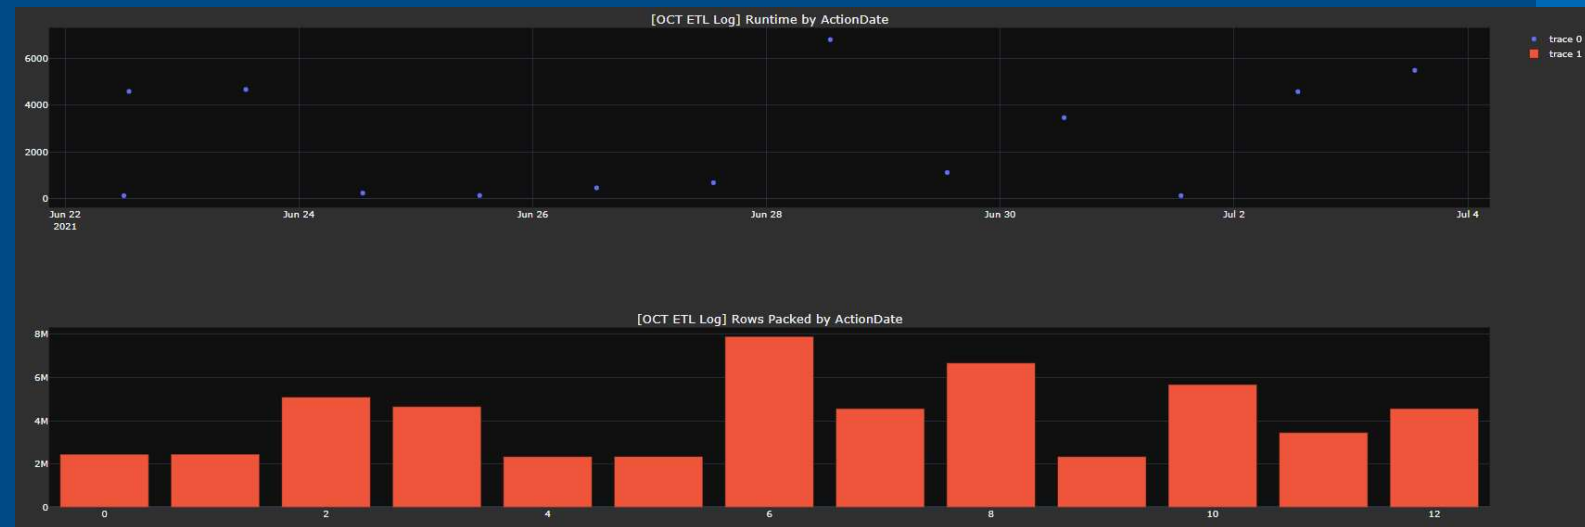 [OCT ETL Log] Runtime by ActionDate
trace 0
trace 1
6000
4000
2000
0
Jun 22 Jun 24 Jun 26 Jun 28 Jun 30 Jul 2 Jul 4
2021
[OCT ETL Log] Rows Packed by ActionDate
8M
6M
4M
2M
0
0 2 4 6 8 10 12